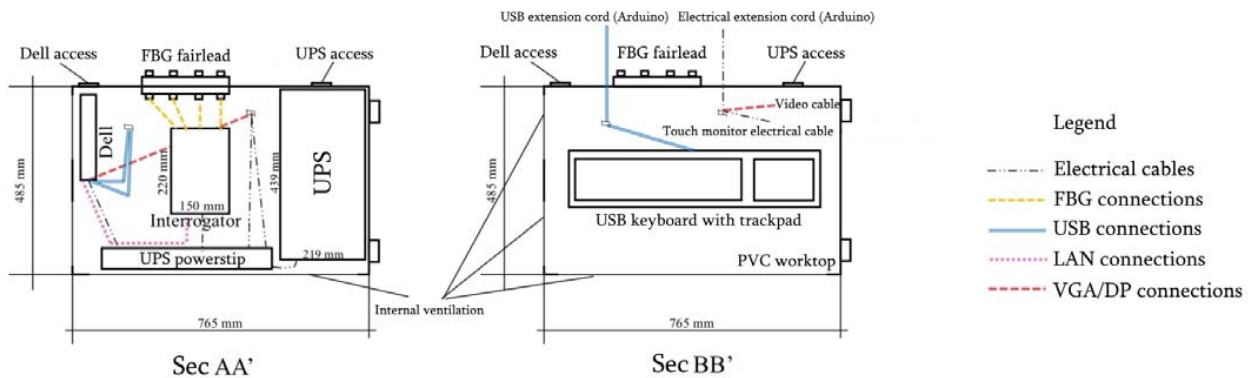 USB extension cord (Arduino)
Electrical extension cord (Arduino)
Dell access
FBG fairlead
UPS access
Dell access
FBG fairlead
UPS access
Video cable
Touch monitor electrical cable
Dell
UPS
485 mm
220 mm
439 mm
150 mm
Interrogator
UPS powerstip
219 mm
485 mm
USB keyboard with trackpad
PVC worktop
Internal ventilation
765 mm
765 mm
Sec AA’
Sec BB’
Legend
Electrical cables
FBG connections
USB connections
LAN connections
VGA/DP connections